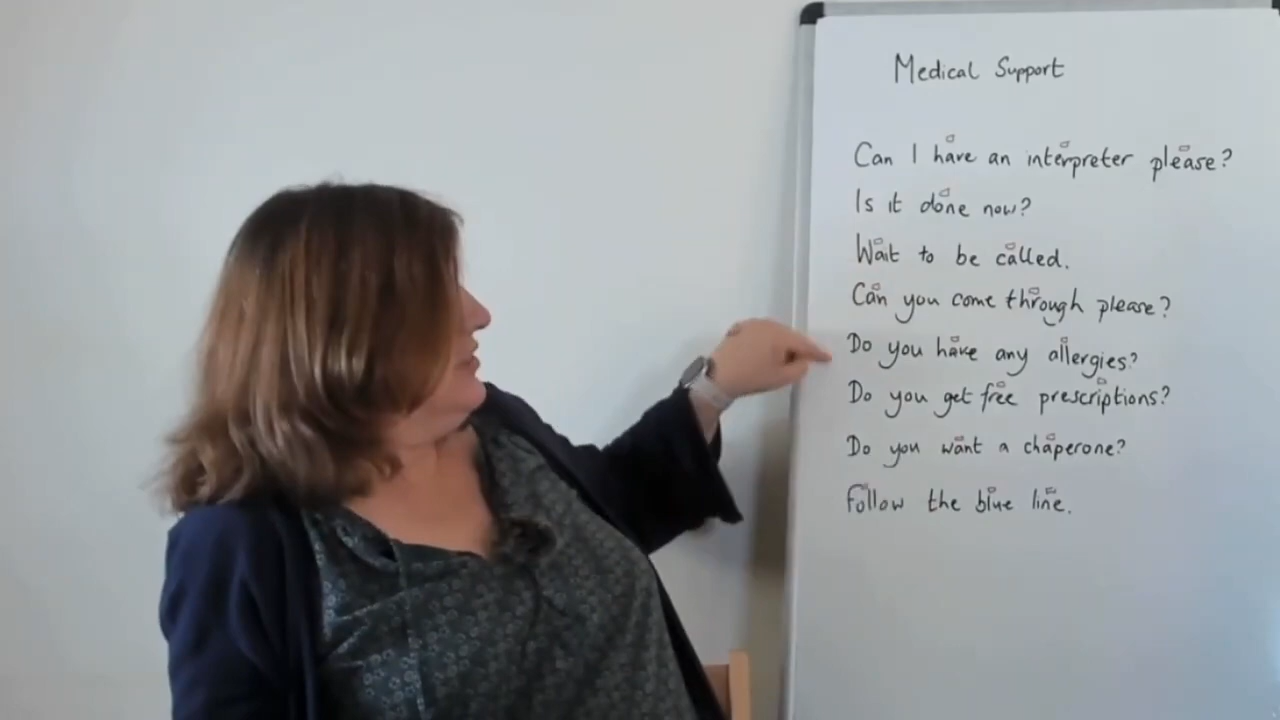 Medical Support
Can I have an interpreter please?
Is it done now?
Wait to be called.
Can you come through please?
Do you have any allergies?
Do you get free prescriptions?
Do you want a chaperone?
Follow the blue line.